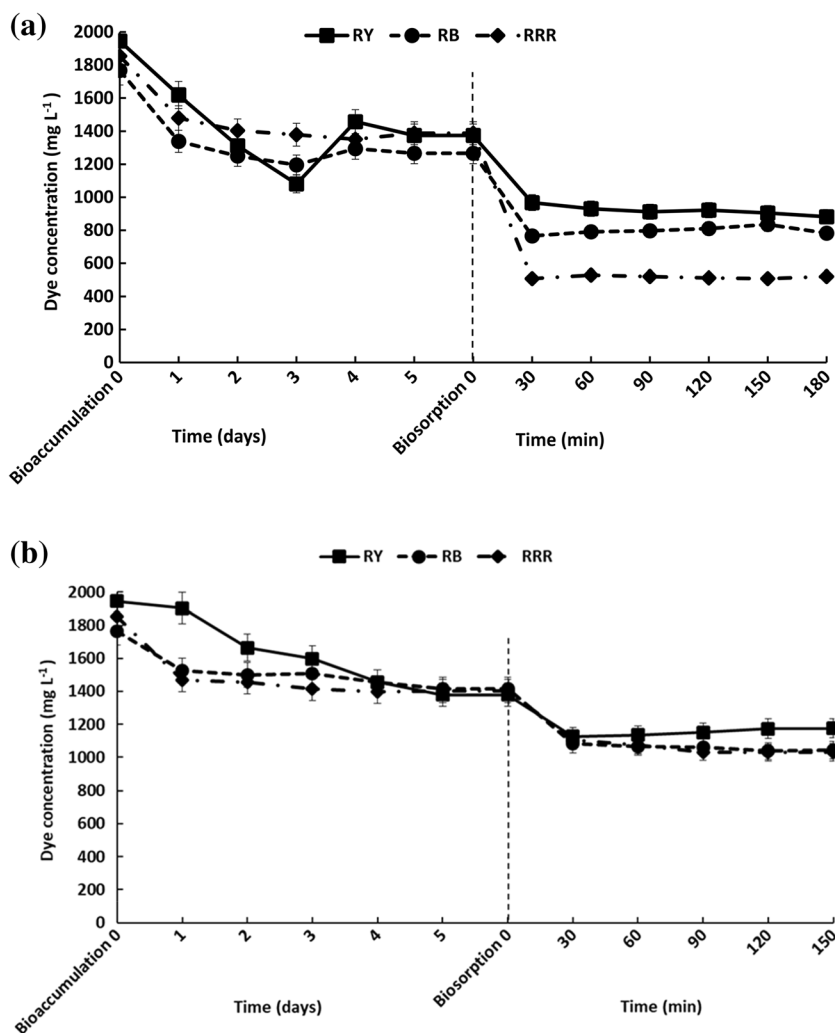 (a)
RY RB RRR
Dye concentration (mg L⁻¹)
2000
1800
1600
1400
1200
1000
800
600
400
200
0
Bioaccumulation 0 1 2 3 4 5 Biosorption 0 30 60 90 120 150 180
Time (days) Time (min)
(b)
RY RB RRR
Dye concentration (mg L⁻¹)
2000
1800
1600
1400
1200
1000
800
600
400
200
0
Bioaccumulation 0 1 2 3 4 5 Biosorption 0 30 60 90 120 150
Time (days) Time (min)